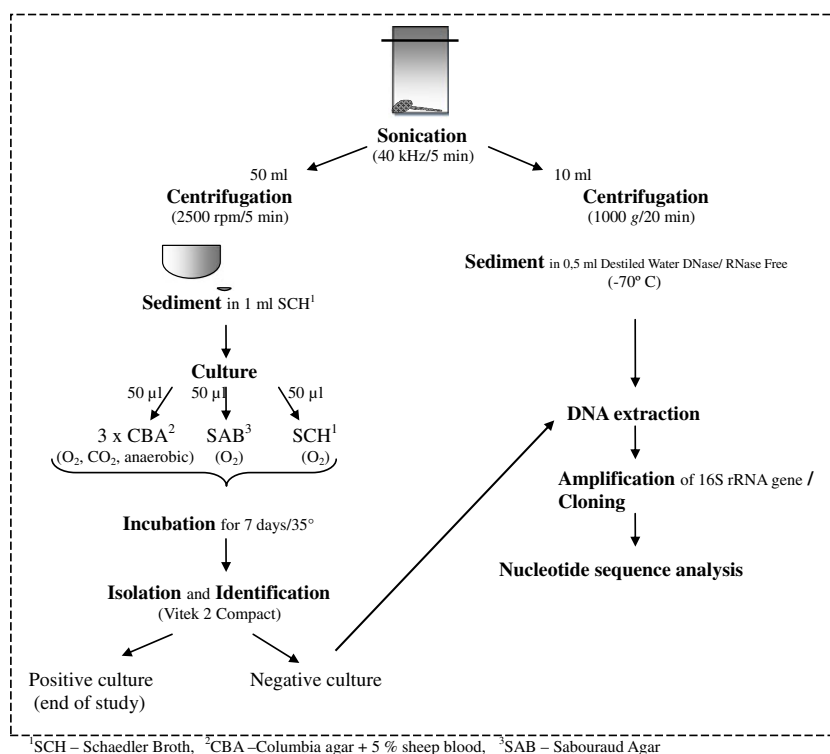 Sonication
(40 kHz/5 min)
50 ml
Centrifugation
(2500 rpm/5 min)
10 ml
Centrifugation
(1000 g/20 min)
Sediment in 1 ml SCH¹
Sediment in 0,5 ml Destiled Water DNase/ RNase Free
(-70º C)
Culture
50 µl 50 µl 50 µl
3 x CBA² SAB³ SCH¹
(O₂, CO₂, anaerobic) (O₂) (O₂)
Incubation for 7 days/35°
Isolation and Identification
(Vitek 2 Compact)
Positive culture
(end of study)
Negative culture
DNA extraction
Amplification of 16S rRNA gene /
Cloning
Nucleotide sequence analysis
¹SCH – Schaedler Broth, ²CBA –Columbia agar + 5 % sheep blood, ³SAB – Sabouraud Agar